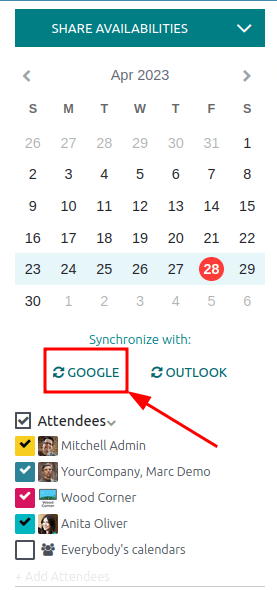 SHARE AVAILABILITIES
Apr 2023
S M T W T F S
26 27 28 29 30 31 1
2 3 4 5 6 7 8
9 10 11 12 13 14 15
16 17 18 19 20 21 22
23 24 25 26 27 28 29
30 1 2 3 4 5 6
Synchronize with:
GOOGLE OUTLOOK
Attendees
Mitchell Admin
YourCompany, Marc Demo
Wood Corner
Anita Oliver
Everybody's calendars
+ Add Attendees